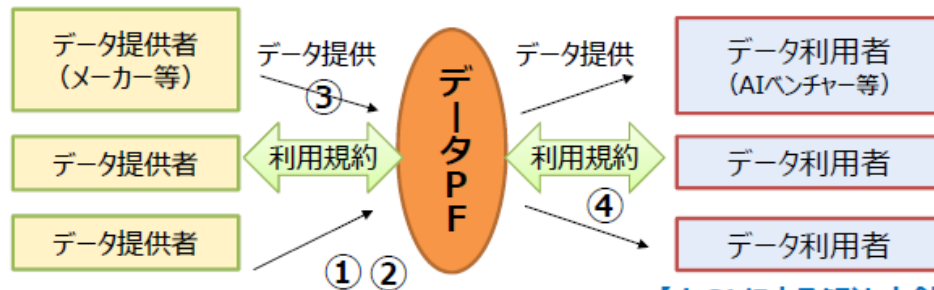 データ提供者
（メーカー等）
データ提供
③
データPF
データ提供
データ利用者
（AIベンチャー等）
データ提供者
利用規約
利用規約
データ利用者
④
データ提供者
① ②
データ利用者